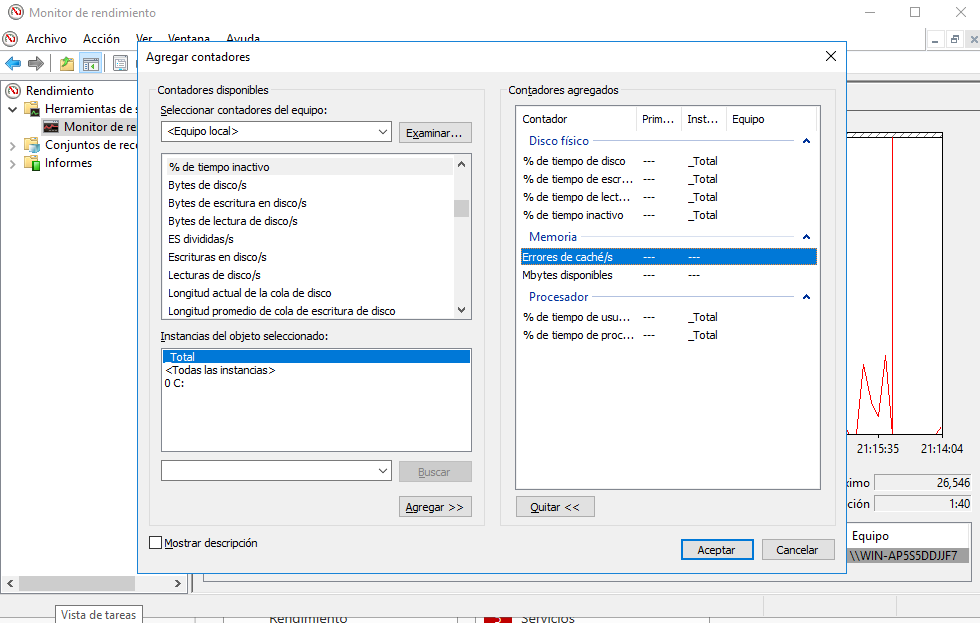 Monitor de rendimiento
Archivo Acción Ver Ventana Ayuda
Rendimiento
Herramientas de s
Monitor de re
Conjuntos de reco
Informes
Agregar contadores
Contadores disponibles
Seleccionar contadores del equipo:
<Equipo local>
Examinar...
% de tiempo inactivo
Bytes de disco/s
Bytes de escritura en disco/s
Bytes de lectura de disco/s
ES divididas/s
Escrituras en disco/s
Lecturas de disco/s
Longitud actual de la cola de disco
Longitud promedio de cola de escritura de disco
Instancias del objeto seleccionado:
_Total
<Todas las instancias>
0 C:
Buscar
Agregar >>
Mostrar descripción
Contadores agregados
Contador Prim... Inst... Equipo
Disco físico
% de tiempo de disco --- _Total
% de tiempo de escr... --- _Total
% de tiempo de lect... --- _Total
% de tiempo inactivo --- _Total
Memoria
Errores de caché/s --- ---
Mbytes disponibles --- ---
Procesador
% de tiempo de usu... --- _Total
% de tiempo de proc... --- _Total
Quitar <<
Aceptar Cancelar
21:15:35 21:14:04
ximo 26,546
ción 1:40
Equipo
\\WIN-AP5S5DDJJF7
Vista de tareas
Rendimiento
5 Servicios